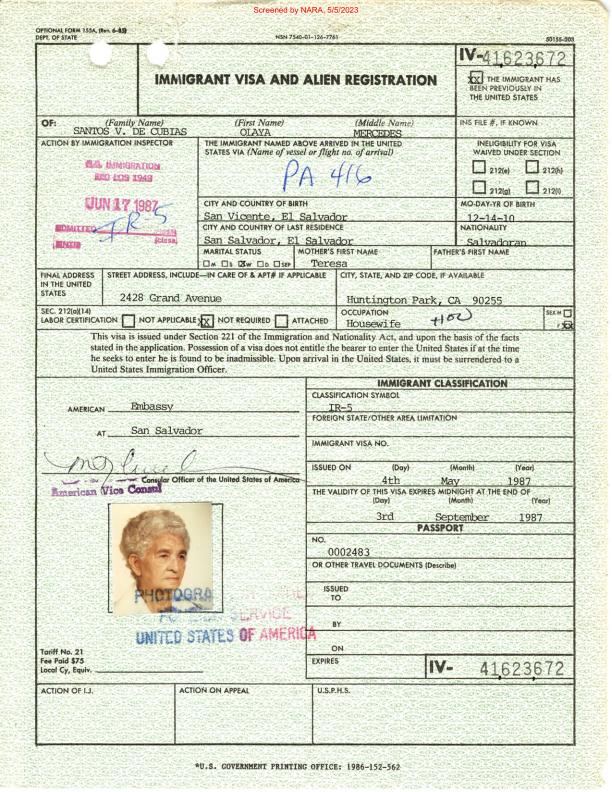 Screened by NARA, 5/5/2023
OPTIONAL FORM 155A, (Rev. 6-85)
DEPT. OF STATE
NSN 7540-01-126-7761
50155-203
IMMIGRANT VISA AND ALIEN REGISTRATION
IV-41,623,672
XX THE IMMIGRANT HAS
BEEN PREVIOUSLY IN
THE UNITED STATES
OF: (Family Name) (First Name) (Middle Name)
SANTOS V. DE CUBIAS OLAYA MERCEDES
INS FILE #, IF KNOWN
ACTION BY IMMIGRATION INSPECTOR
U.S. IMMIGRATION
JUN 17 1987
ADMITTED IR-5
(class)
UNTIL
THE IMMIGRANT NAMED ABOVE ARRIVED IN THE UNITED
STATES VIA (Name of vessel or flight no. of arrival)
PA 416
INELIGIBILITY FOR VISA
WAIVED UNDER SECTION
212(e) 212(h)
212(g) 212(i)
CITY AND COUNTRY OF BIRTH
San Vicente, El Salvador
MO-DAY-YR OF BIRTH
12-14-10
CITY AND COUNTRY OF LAST RESIDENCE
San Salvador, El Salvador
NATIONALITY
Salvadoran
MARITAL STATUS
M S W D SEP
MOTHER'S FIRST NAME
Teresa
FATHER'S FIRST NAME
FINAL ADDRESS
IN THE UNITED
STATES
STREET ADDRESS, INCLUDE—IN CARE OF & APT# IF APPLICABLE
2428 Grand Avenue
CITY, STATE, AND ZIP CODE, IF AVAILABLE
Huntington Park, CA 90255
SEC. 212(a)(14)
LABOR CERTIFICATION NOT APPLICABLE XX NOT REQUIRED ATTACHED
OCCUPATION
Housewife
SEX M
F
This visa is issued under Section 221 of the Immigration and Nationality Act, and upon the basis of the facts
stated in the application. Possession of a visa does not entitle the bearer to enter the United States if at the time
he seeks to enter he is found to be inadmissible. Upon arrival in the United States, it must be surrendered to a
United States Immigration Officer.
AMERICAN Embassy
AT San Salvador
Consular Officer of the United States of America
American Vice Consul
IMMIGRANT CLASSIFICATION
CLASSIFICATION SYMBOL
IR-5
FOREIGN STATE/OTHER AREA LIMITATION
IMMIGRANT VISA NO.
ISSUED ON (Day) (Month) (Year)
4th May 1987
THE VALIDITY OF THIS VISA EXPIRES MIDNIGHT AT THE END OF
(Day) (Month) (Year)
3rd September 1987
PASSPORT
NO.
0002483
OR OTHER TRAVEL DOCUMENTS (Describe)
ISSUED
TO
BY
ON
EXPIRES
IV- 41,623,672
SERVICE
UNITED STATES OF AMERICA
Tariff No. 21
Fee Paid $75
Local Cy, Equiv.
ACTION OF I.J.
ACTION ON APPEAL
U.S.P.H.S.
*U.S. GOVERNMENT PRINTING OFFICE: 1986-152-562